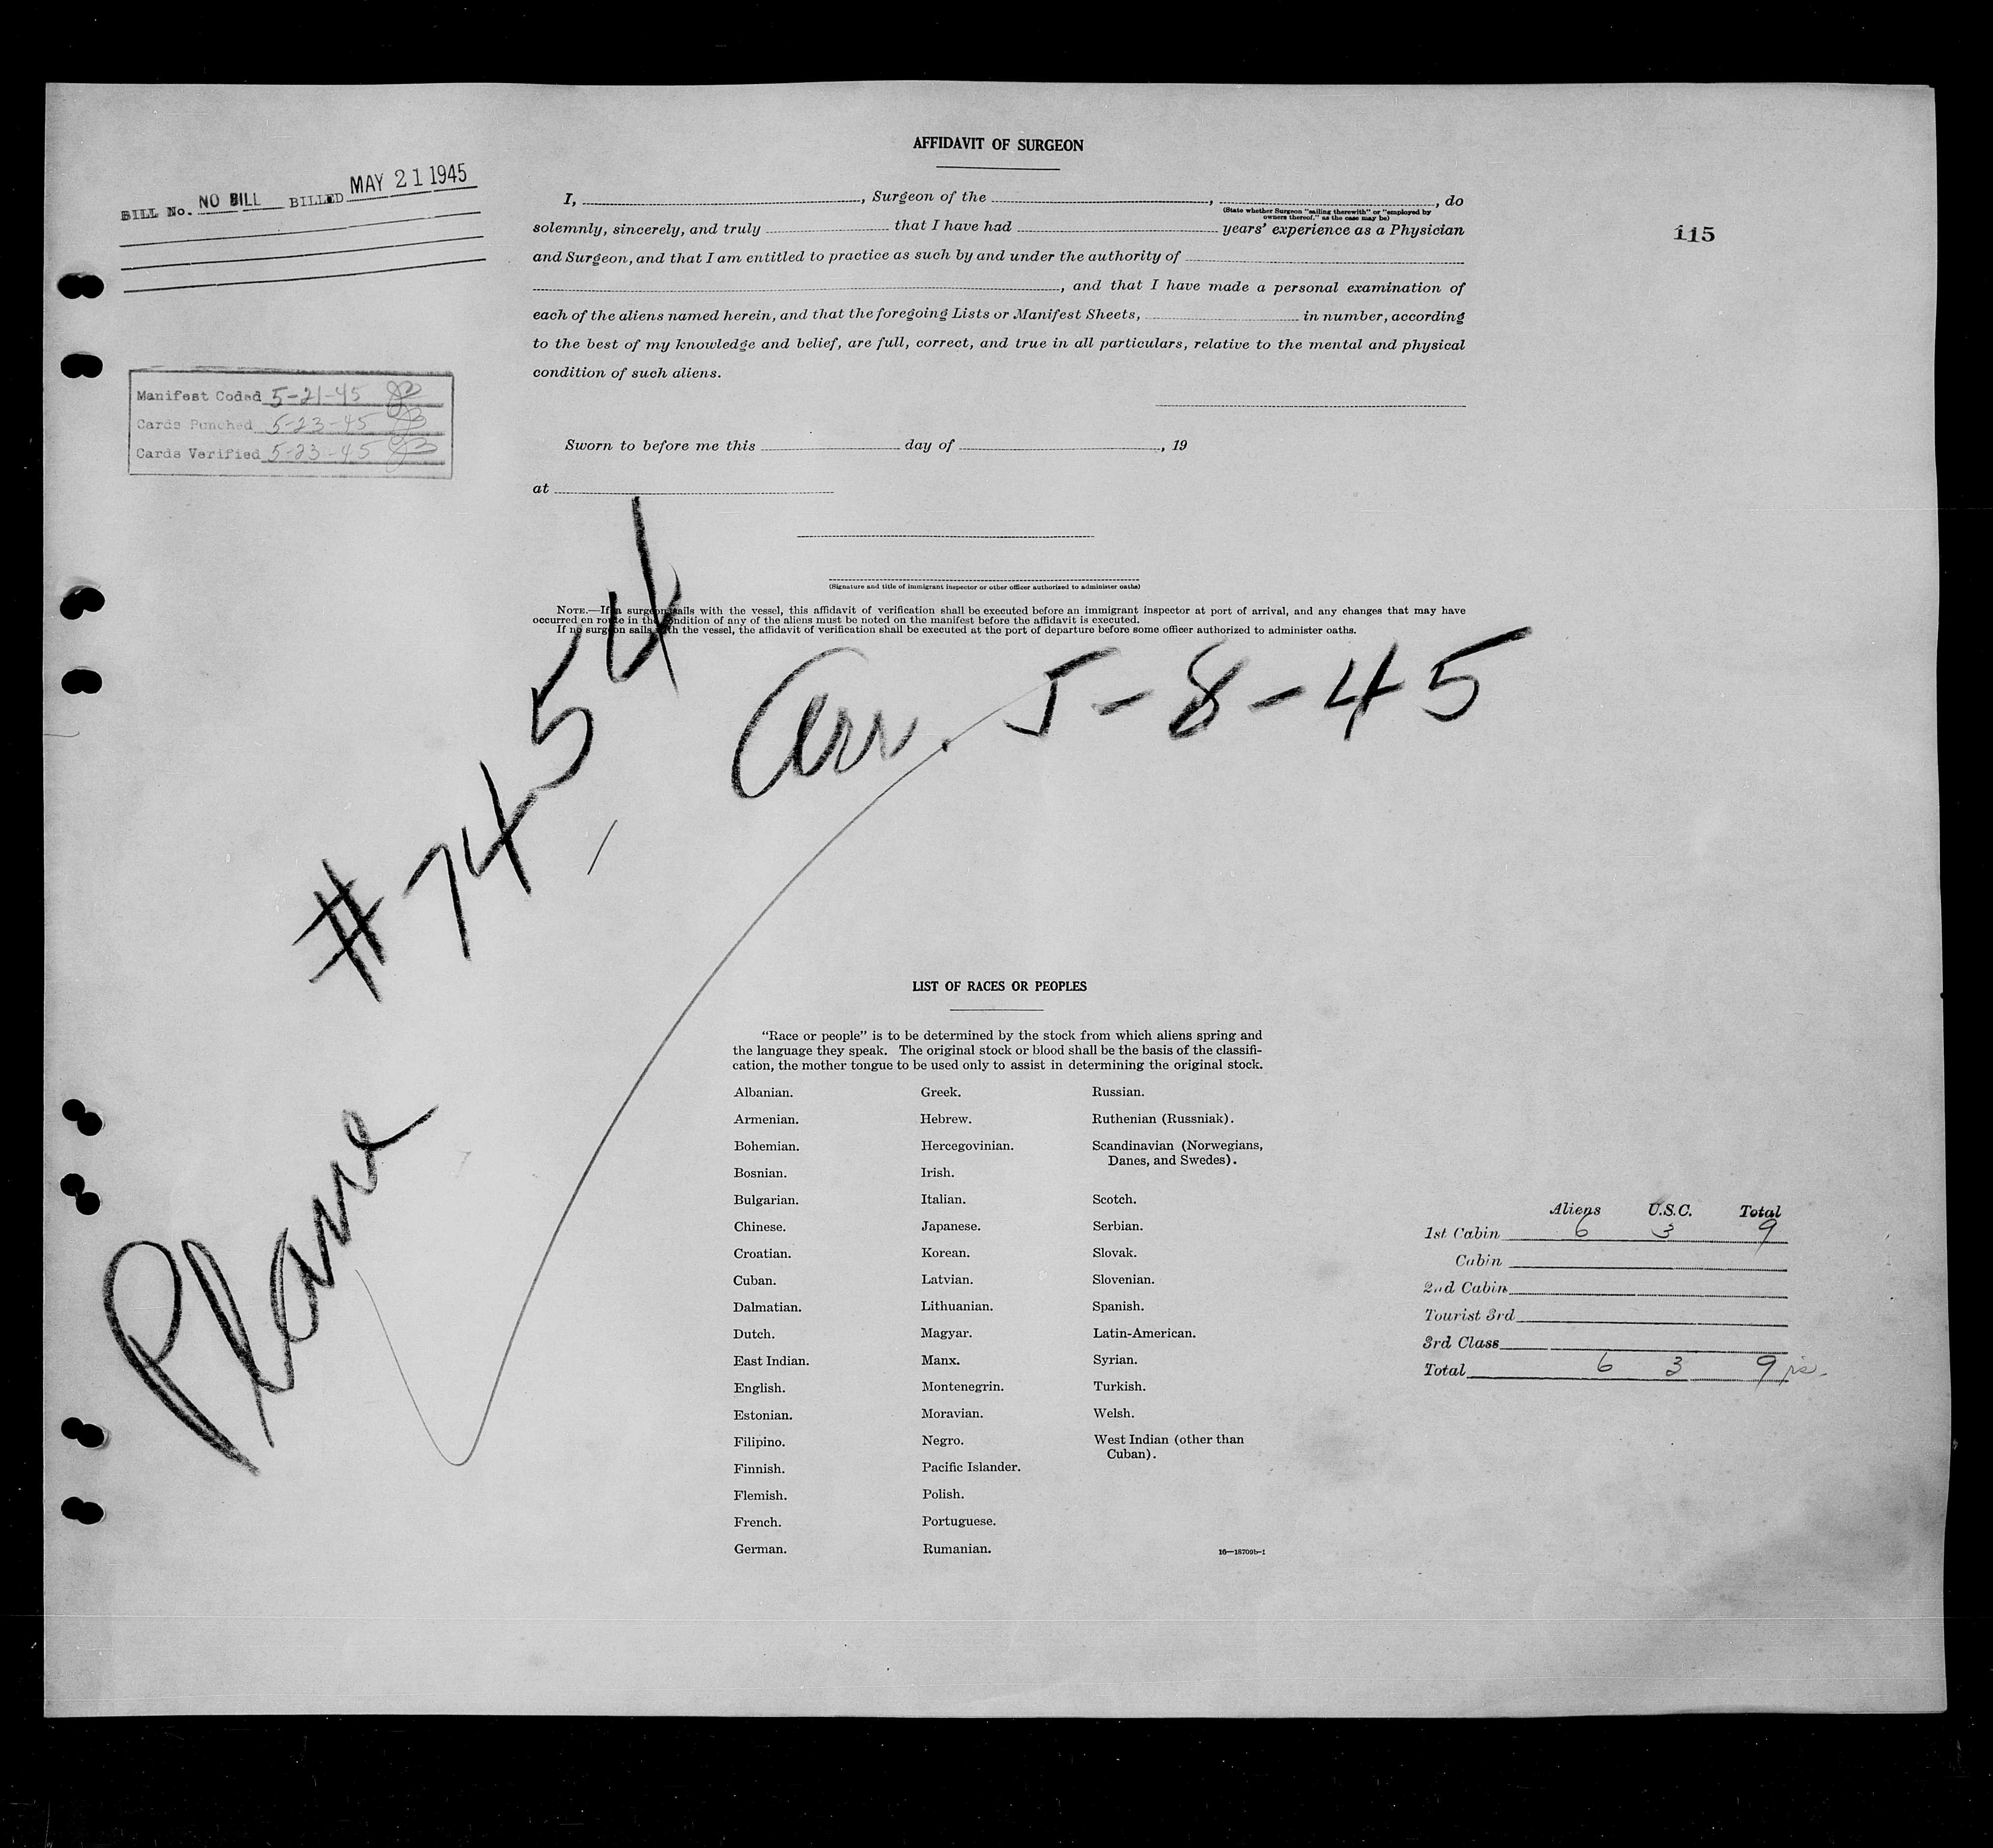 AFFIDAVIT OF SURGEON
BILL No. NO BILL BILLED MAY 21 1945
I, , Surgeon of the , , do
(State whether Surgeon "sailing therewith" or "employed by
owners thereof," as the case may be)
solemnly, sincerely, and truly that I have had years' experience as a Physician
115
and Surgeon, and that I am entitled to practice as such by and under the authority of
, and that I have made a personal examination of
each of the aliens named herein, and that the foregoing Lists or Manifest Sheets, in number, according
to the best of my knowledge and belief, are full, correct, and true in all particulars, relative to the mental and physical
condition of such aliens.
Manifest Coded 5-21-45
Cards Punched 5-23-45
Cards Verified 5-23-45
Sworn to before me this day of , 19
at
(Signature and title of immigrant inspector or other officer authorized to administer oaths)
NOTE.—If a surgeon sails with the vessel, this affidavit of verification shall be executed before an immigrant inspector at port of arrival, and any changes that may have
occurred en route in the condition of any of the aliens must be noted on the manifest before the affidavit is executed.
If no surgeon sails with the vessel, the affidavit of verification shall be executed at the port of departure before some officer authorized to administer oaths.
Plane #7454
Arr. 5-8-45
LIST OF RACES OR PEOPLES
"Race or people" is to be determined by the stock from which aliens spring and
the language they speak. The original stock or blood shall be the basis of the classifi-
cation, the mother tongue to be used only to assist in determining the original stock.
Albanian.
Armenian.
Bohemian.
Bosnian.
Bulgarian.
Chinese.
Croatian.
Cuban.
Dalmatian.
Dutch.
East Indian.
English.
Estonian.
Filipino.
Finnish.
Flemish.
French.
German.
Greek.
Hebrew.
Hercegovinian.
Irish.
Italian.
Japanese.
Korean.
Latvian.
Lithuanian.
Magyar.
Manx.
Montenegrin.
Moravian.
Negro.
Pacific Islander.
Polish.
Portuguese.
Rumanian.
Russian.
Ruthenian (Russniak).
Scandinavian (Norwegians,
Danes, and Swedes).
Scotch.
Serbian.
Slovak.
Slovenian.
Spanish.
Latin-American.
Syrian.
Turkish.
Welsh.
West Indian (other than
Cuban).
16—18709b-1
Aliens U.S.C. Total
1st Cabin 6 3 9
Cabin
2nd Cabin
Tourist 3rd
3rd Class
Total 6 3 9